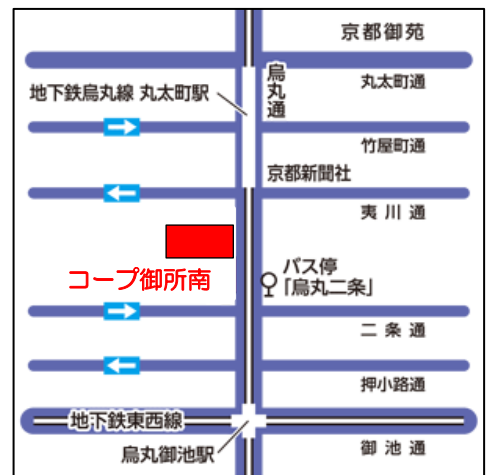 京都御苑
烏丸通
丸太町通
地下鉄烏丸線 丸太町駅
竹屋町通
京都新聞社
夷川通
コープ御所南
バス停
「烏丸二条」
二条通
押小路通
地下鉄東西線
烏丸御池駅
御池通